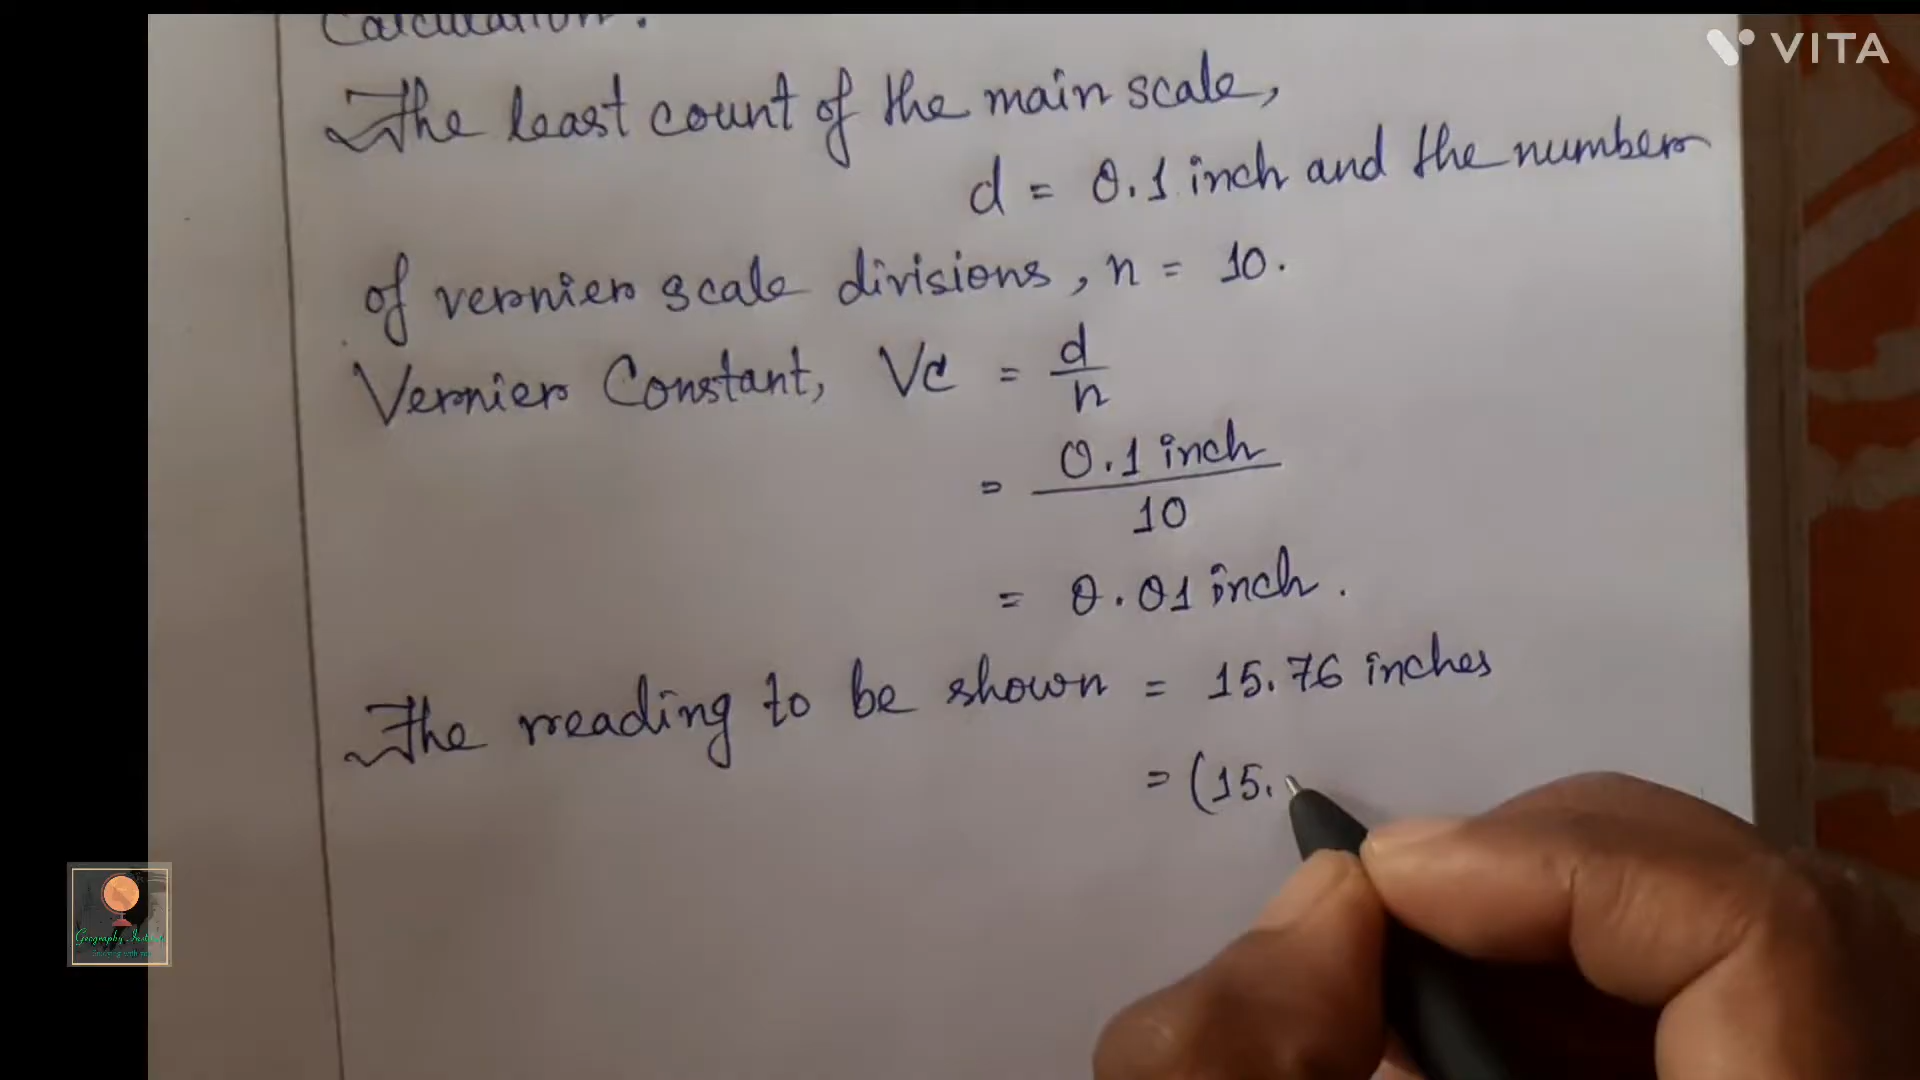 Calculation :
VITA
The least count of the main scale,
d = 0.1 inch and the number
of vernier scale divisions, n = 10.
Vernier Constant, Vc = d/n
= 0.1 inch / 10
= 0.01 inch.
The reading to be shown = 15.76 inches
= (15.
Geography